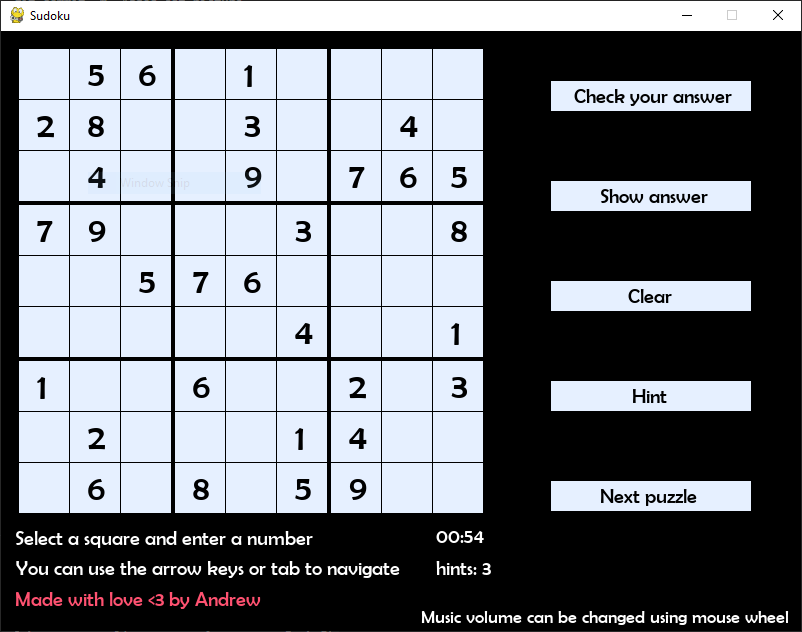 Sudoku
5 6 1
2 8 3 4
4 9 7 6 5
7 9 3 8
5 7 6
4 1
1 6 2 3
2 1 4
6 8 5 9
Check your answer
Show answer
Clear
Hint
Next puzzle
Window Snip
Select a square and enter a number 00:54
You can use the arrow keys or tab to navigate hints: 3
Made with love <3 by Andrew
Music volume can be changed using mouse wheel